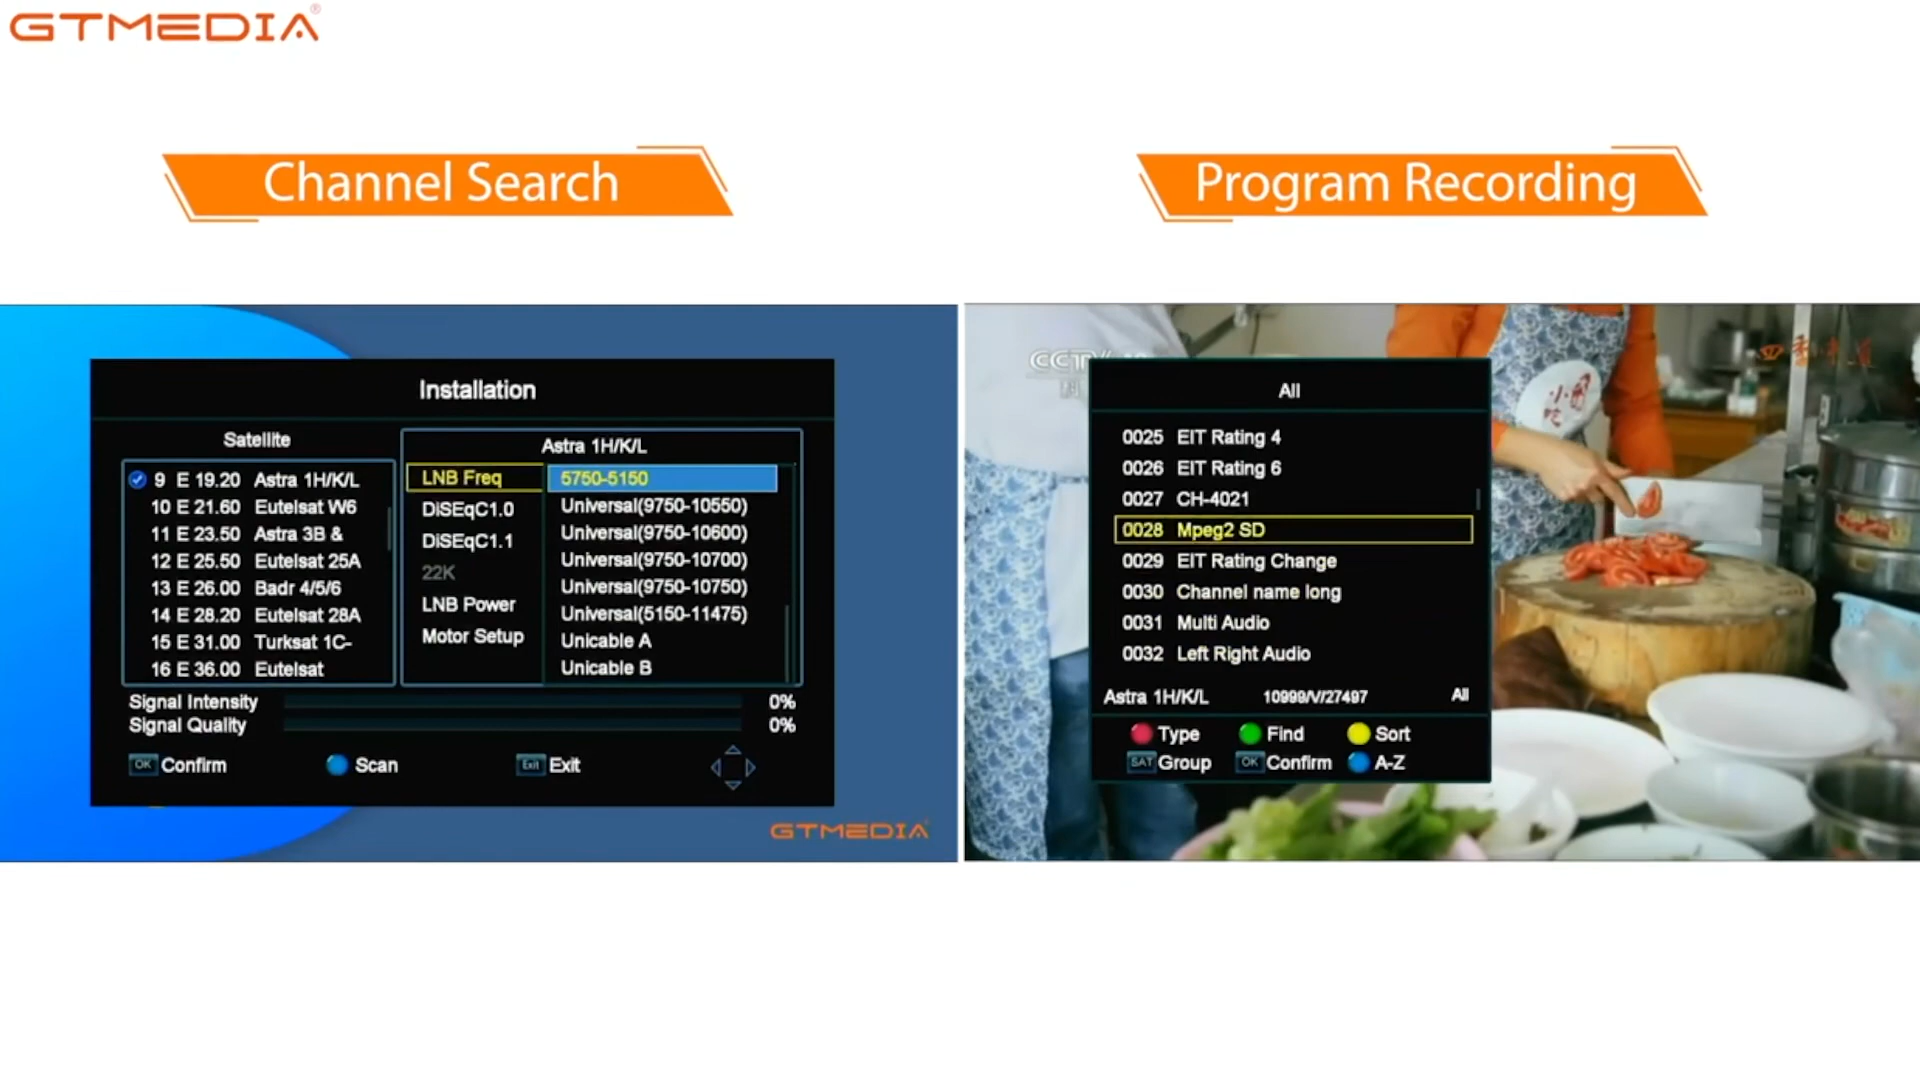 GTMEDIA®
Channel Search
Program Recording
Installation
Satellite
9 E 19.20 Astra 1H/K/L
10 E 21.60 Eutelsat W6
11 E 23.50 Astra 3B &
12 E 25.50 Eutelsat 25A
13 E 26.00 Badr 4/5/6
14 E 28.20 Eutelsat 28A
15 E 31.00 Turksat 1C-
16 E 36.00 Eutelsat
Astra 1H/K/L
LNB Freq
DiSEqC1.0
DiSEqC1.1
22K
LNB Power
Motor Setup
5750-5150
Universal(9750-10550)
Universal(9750-10600)
Universal(9750-10700)
Universal(9750-10750)
Universal(5150-11475)
Unicable A
Unicable B
Signal Intensity 0%
Signal Quality 0%
OK Confirm Scan Exit Exit
GTMEDIA
CCTV
All
0025 EIT Rating 4
0026 EIT Rating 6
0027 CH-4021
0028 Mpeg2 SD
0029 EIT Rating Change
0030 Channel name long
0031 Multi Audio
0032 Left Right Audio
Astra 1H/K/L 10999/V/27497 All
Type Find Sort
SAT Group OK Confirm A-Z